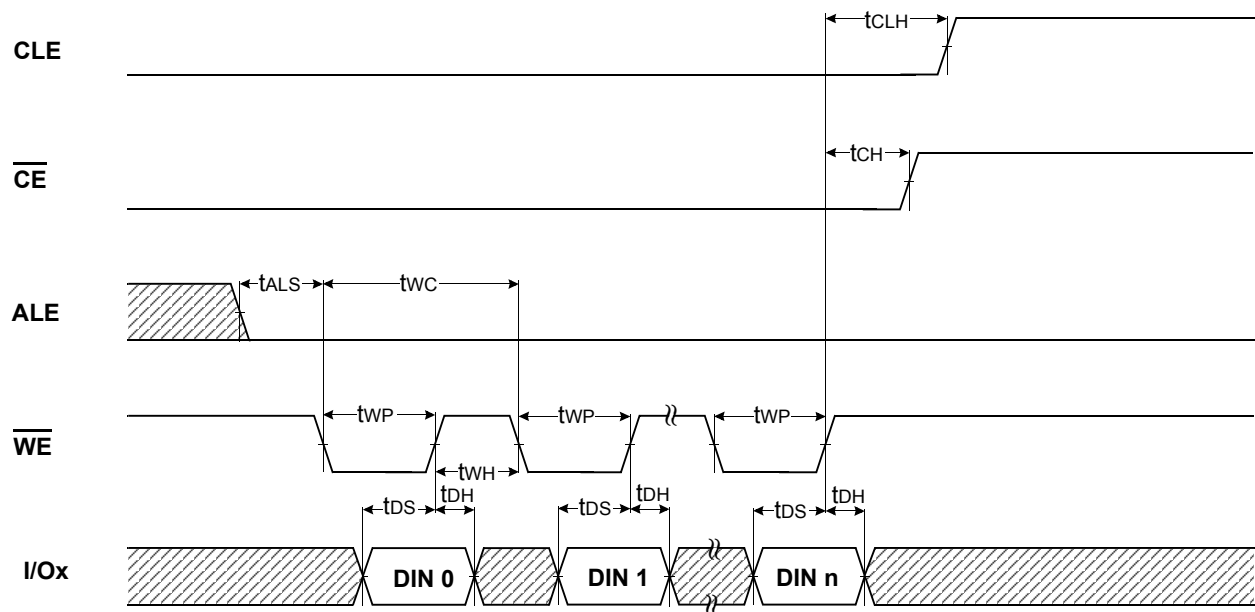 tCLH
CLE
tCH
CE
tALS
tWC
ALE
tWP
tWP
tWP
WE
tWH
tDS
tDH
tDS
tDH
tDS
tDH
I/Ox
DIN 0
DIN 1
DIN n